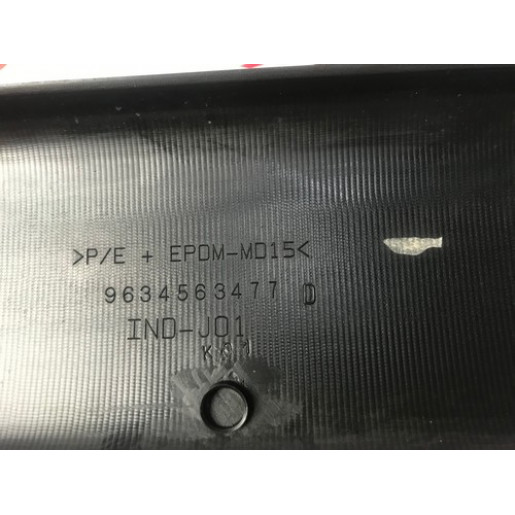 >P/E + EPDM-MD15<
9634563477 D
IND-J01